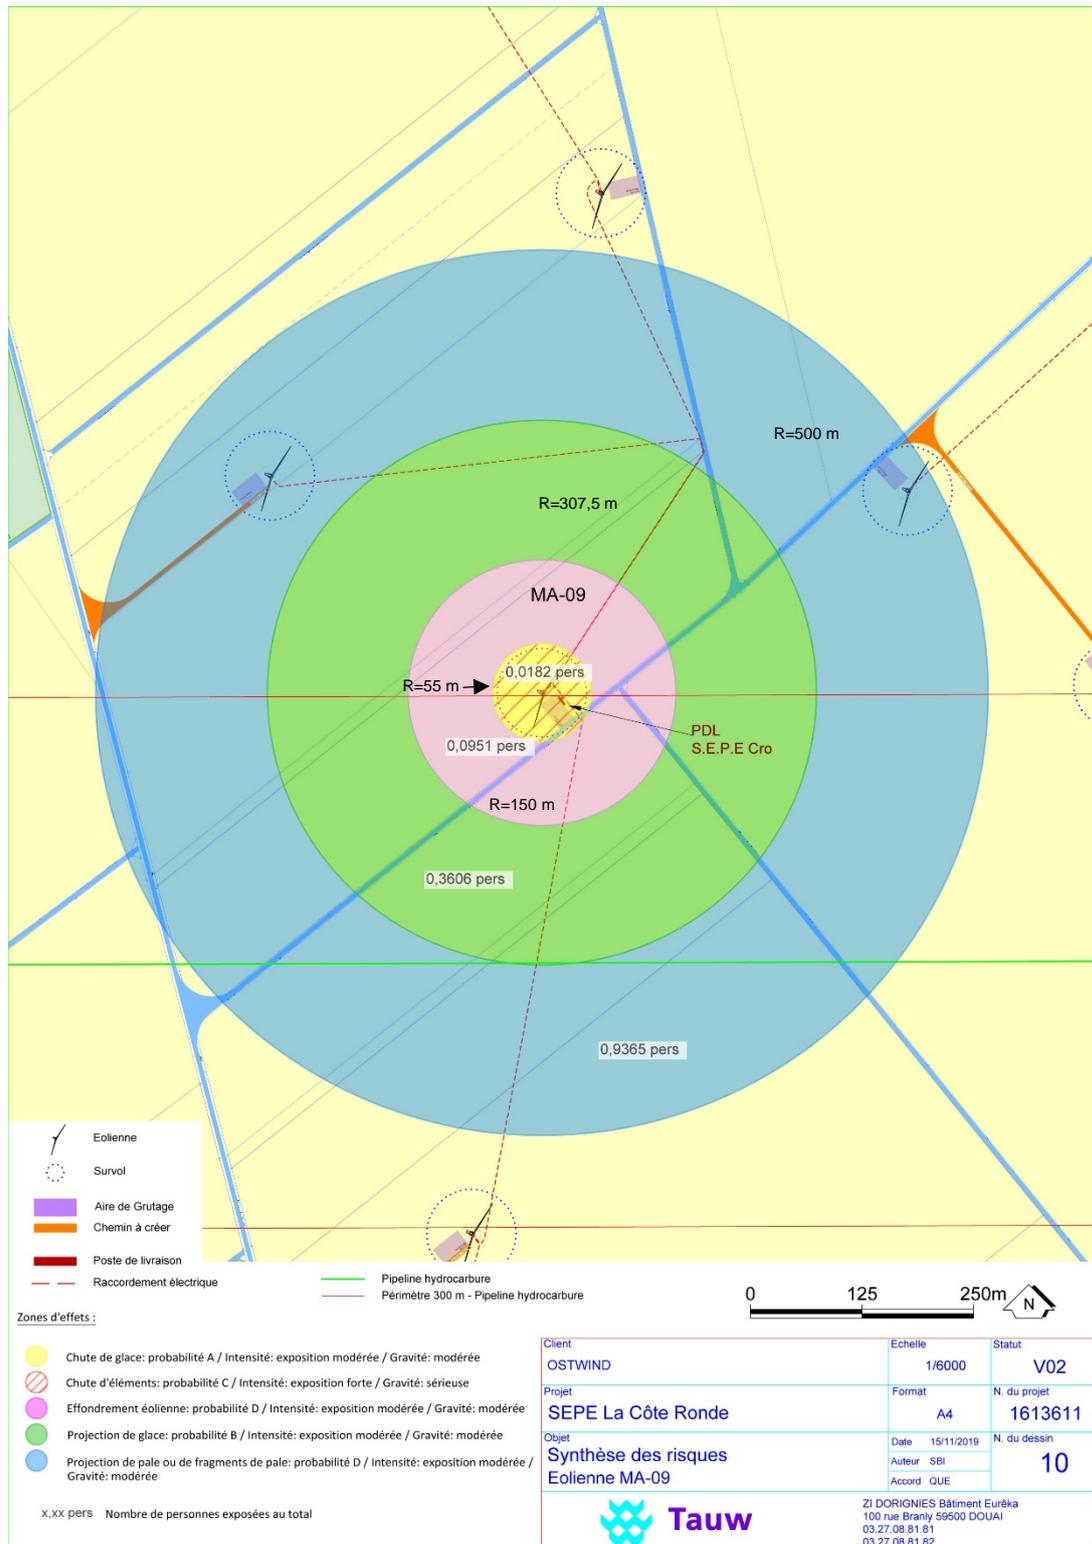 R=500 m
R=307,5 m
MA-09
0,0182 pers
R=55 m
PDL
S.E.P.E Cro
0,0951 pers
R=150 m
0,3606 pers
0,9365 pers
Eolienne
Survol
Aire de Grutage
Chemin à créer
Poste de livraison
Raccordement électrique
Pipeline hydrocarbure
Périmètre 300 m - Pipeline hydrocarbure
0 125 250m
N
Zones d'effets :
Chute de glace: probabilité A / Intensité: exposition modérée / Gravité: modérée
Chute d'éléments: probabilité C / Intensité: exposition forte / Gravité: sérieuse
Effondrement éolienne: probabilité D / Intensité: exposition modérée / Gravité: modérée
Projection de glace: probabilité B / Intensité: exposition modérée / Gravité: modérée
Projection de pale ou de fragments de pale: probabilité D / Intensité: exposition modérée /
Gravité: modérée
x,xx pers Nombre de personnes exposées au total
Client
OSTWIND
Echelle
1/6000
Statut
V02
Projet
SEPE La Côte Ronde
Format
A4
N. du projet
1613611
Objet
Synthèse des risques
Eolienne MA-09
Date 15/11/2019
Auteur SBI
Accord QUE
N. du dessin
10
Tauw
ZI DORIGNIES Bâtiment Eurêka
100 rue Branly 59500 DOUAI
03.27.08.81.81
03.27.08.81.82